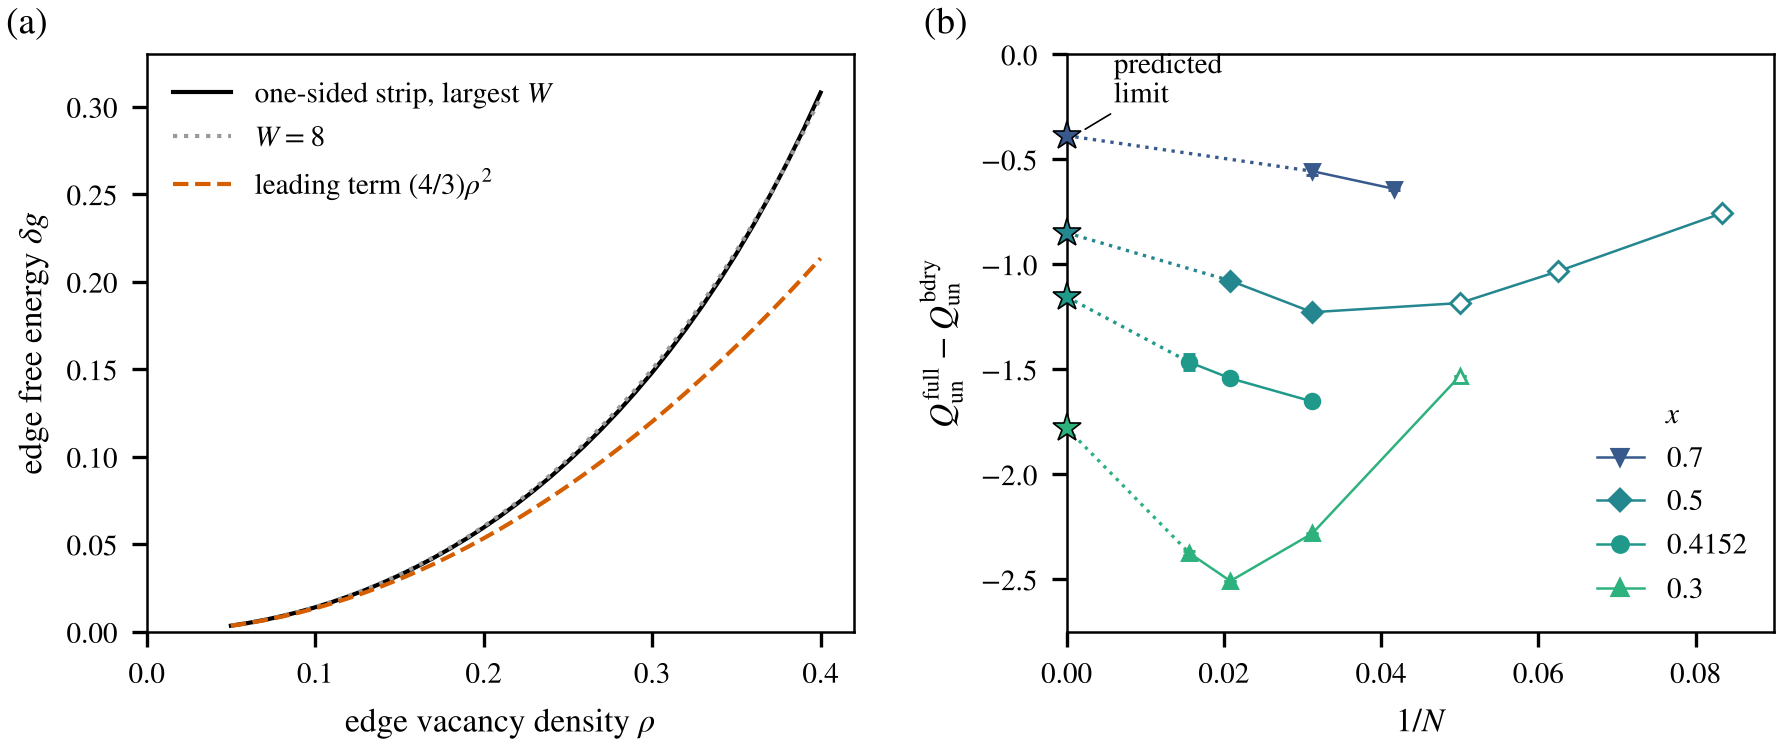 (a)
0.30
0.25
0.20
0.15
0.10
0.05
0.00
edge free energy δg
one-sided strip, largest W
W = 8
leading term (4/3)ρ²
0.0
0.1
0.2
0.3
0.4
edge vacancy density ρ
(b)
0.0
−0.5
−1.0
−1.5
−2.0
−2.5
Q_un^full − Q_un^bdry
predicted
limit
x
0.7
0.5
0.4152
0.3
0.00
0.02
0.04
0.06
0.08
1/N